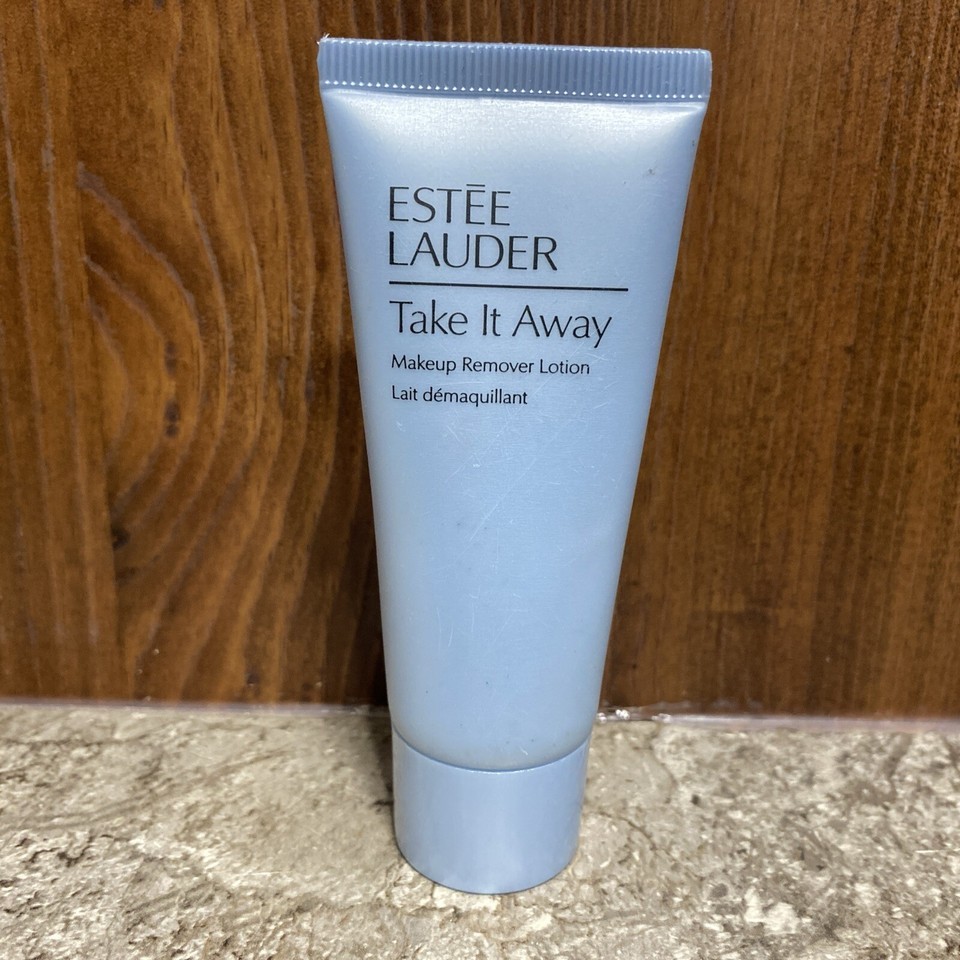 ESTĒE
LAUDER
Take It Away
Makeup Remover Lotion
Lait démaquillant